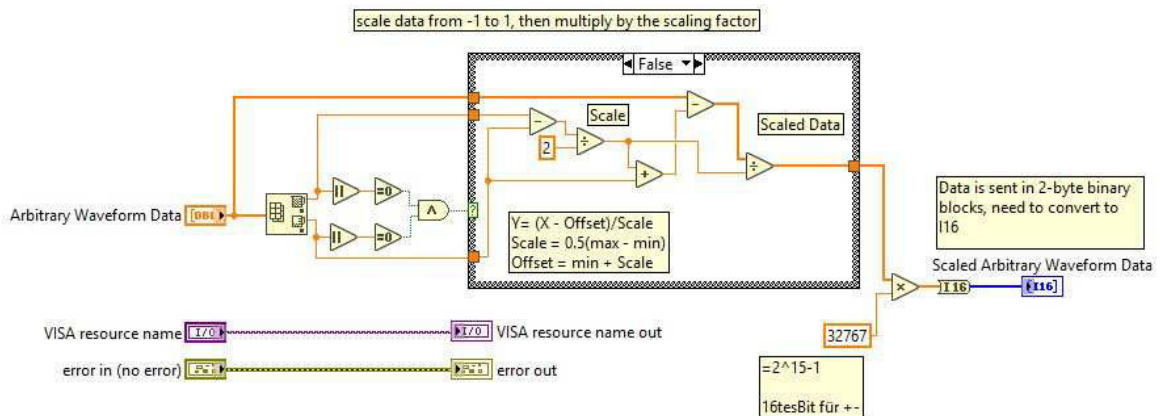 scale data from -1 to 1, then multiply by the scaling factor
False
Scale
2
Scaled Data
Arbitrary Waveform Data
[DBL]
=0
=0
?
Y= (X - Offset)/Scale
Scale = 0.5(max - min)
Offset = min + Scale
Data is sent in 2-byte binary
blocks, need to convert to
I16
Scaled Arbitrary Waveform Data
I16
[I16]
32767
VISA resource name
I/O
I/O
VISA resource name out
error in (no error)
error out
=2^15-1
16tesBit für +-